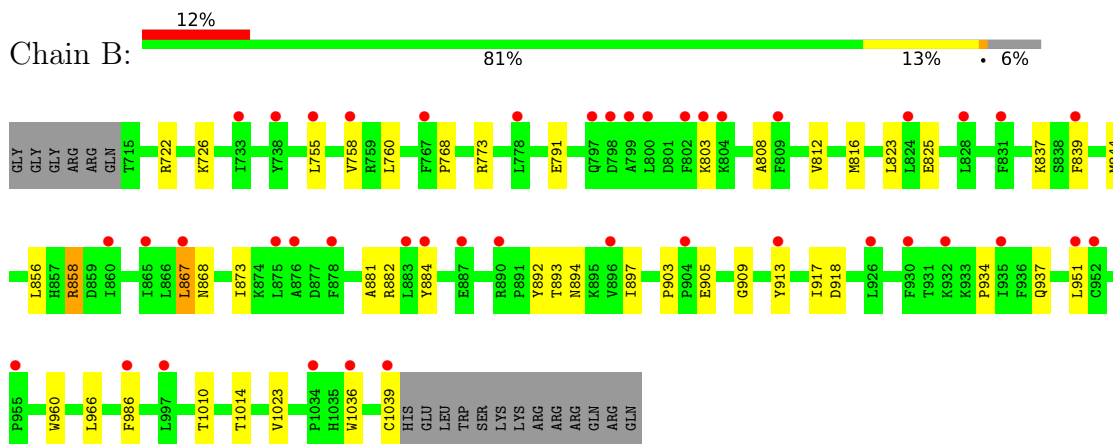 12%
Chain B:
81% 13% • 6%
GLY GLY GLY ARG ARG GLN T715 R722 K726 I733 Y738 L755 V758 R759 L760 F767 P768 R773 L778 E791 Q797 D798 A799 L800 D801 F802 K803 K804 A808 F809 V812 M816 L823 L824 E825 L828 F831 K837 S838 F839
L856 H857 R858 D859 I860 I865 L866 L867 N868 I873 K874 L875 A876 D877 F878 A881 R882 L883 Y884 E887 R890 P891 Y892 T893 N894 K895 V896 I897 P903 P904 E905 G909 Y913 I917 D918 L926 F930 T931 K932 K933 P934 I935 F936 Q937 L951 C952
P955 W960 L966 F986 L997 T1010 T1014 V1023 P1034 H1035 W1036 C1039 HIS GLU LEU TRP SER LYS LYS ARG ARG ARG GLN ARG GLN